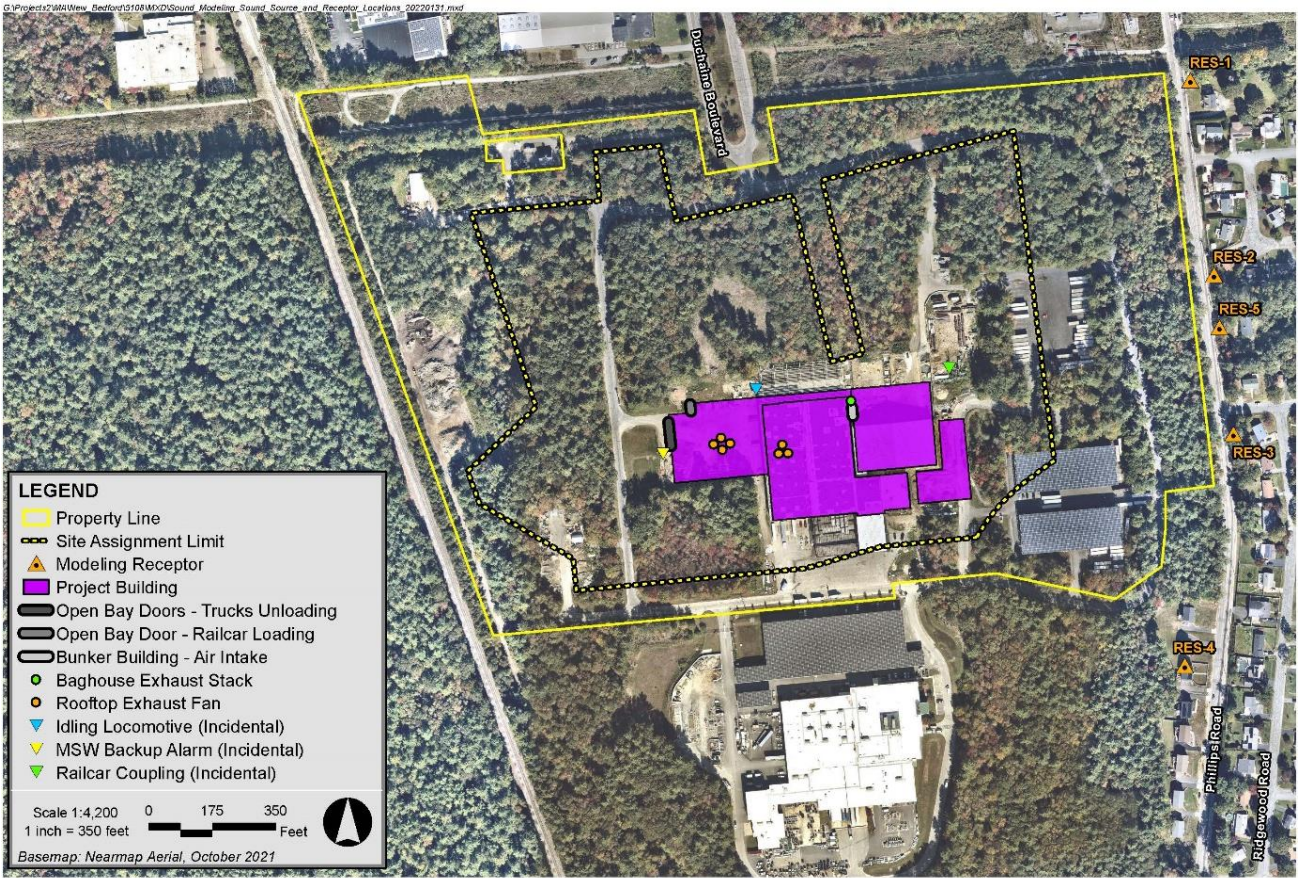 G:\Projects2\MA\New_Bedford\5108\MXD\Sound_Modeling_Sound_Source_and_Receptor_Locations_20220131.mxd
Duchaine Boulevard
RES-1
RES-2
RES-5
RES-3
RES-4
Phillips Road
Ridgewood Road
LEGEND
Property Line
Site Assignment Limit
Modeling Receptor
Project Building
Open Bay Doors - Trucks Unloading
Open Bay Door - Railcar Loading
Bunker Building - Air Intake
Baghouse Exhaust Stack
Rooftop Exhaust Fan
Idling Locomotive (Incidental)
MSW Backup Alarm (Incidental)
Railcar Coupling (Incidental)
Scale 1:4,200
1 inch = 350 feet
0 175 350
Feet
Basemap: Nearmap Aerial, October 2021